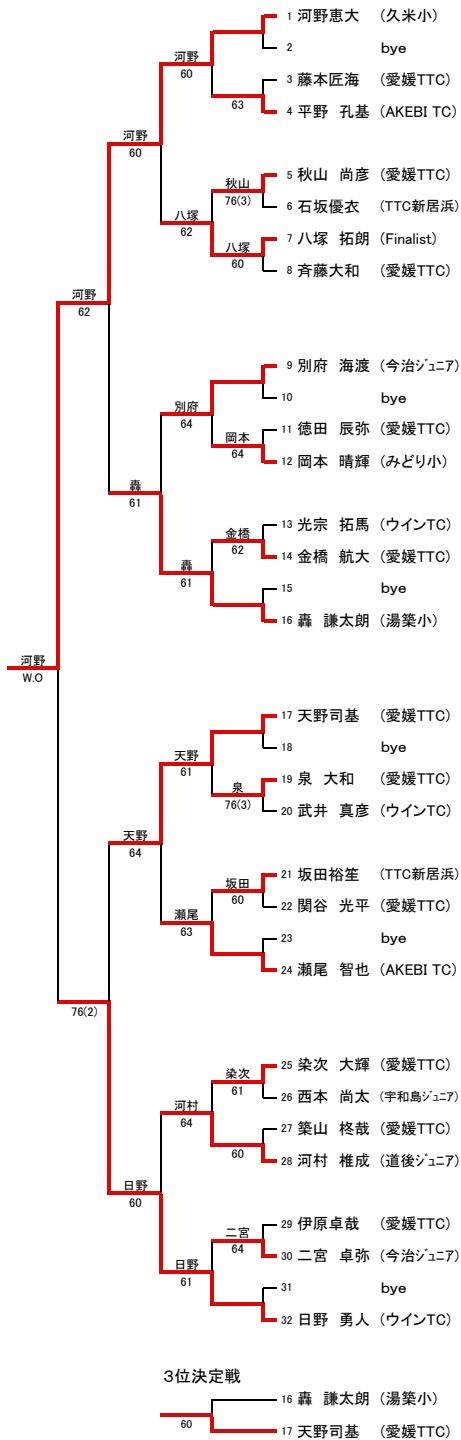 1 河野恵大 (久米小)
河野
2 bye
60
3 藤本匠海 (愛媛TTC)
63
4 平野 孔基 (AKEBI TC)
河野
60
5 秋山 尚彦 (愛媛TTC)
秋山
76(3)
6 石坂優衣 (TTC新居浜)
八塚
62
7 八塚 拓朗 (Finalist)
八塚
60
8 斉藤大和 (愛媛TTC)
河野
62
9 別府 海渡 (今治ジュニア)
別府
10 bye
64
11 徳田 辰弥 (愛媛TTC)
岡本
64
12 岡本 晴輝 (みどり小)
轟
61
13 光宗 拓馬 (ウインTC)
金橋
62
14 金橋 航大 (愛媛TTC)
轟
61
15 bye
16 轟 謙太朗 (湯築小)
河野
W.O
17 天野司基 (愛媛TTC)
18 bye
天野
61
19 泉 大和 (愛媛TTC)
泉
76(3)
20 武井 真彦 (ウインTC)
天野
64
21 坂田裕笙 (TTC新居浜)
坂田
60
22 関谷 光平 (愛媛TTC)
瀬尾
63
23 bye
24 瀬尾 智也 (AKEBI TC)
76(2)
25 染次 大輝 (愛媛TTC)
染次
61
26 西本 尚太 (宇和島ジュニア)
河村
64
27 築山 柊哉 (愛媛TTC)
60
28 河村 椎成 (道後ジュニア)
日野
60
29 伊原卓哉 (愛媛TTC)
二宮
64
30 二宮 卓弥 (今治ジュニア)
日野
61
31 bye
32 日野 勇人 (ウインTC)
3位決定戦
16 轟 謙太朗 (湯築小)
60
17 天野司基 (愛媛TTC)